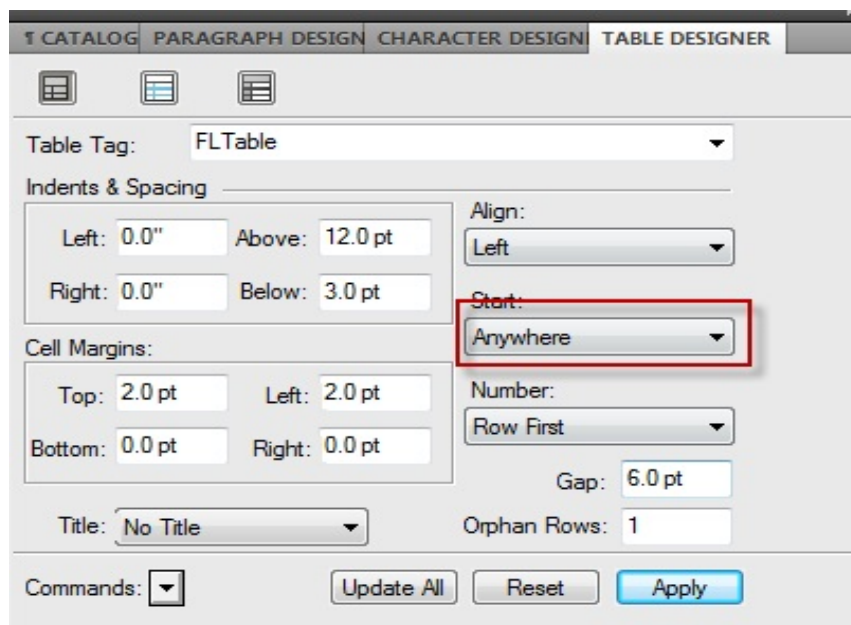 ¶ CATALOG PARAGRAPH DESIGN CHARACTER DESIGNI TABLE DESIGNER
Table Tag: FLTable
Indents & Spacing
Align:
Left: 0.0" Above: 12.0 pt
Left
Right: 0.0" Below: 3.0 pt
Start:
Anywhere
Cell Margins:
Top: 2.0 pt Left: 2.0 pt
Number:
Row First
Bottom: 0.0 pt Right: 0.0 pt
Gap: 6.0 pt
Title: No Title Orphan Rows: 1
Commands: Update All Reset Apply